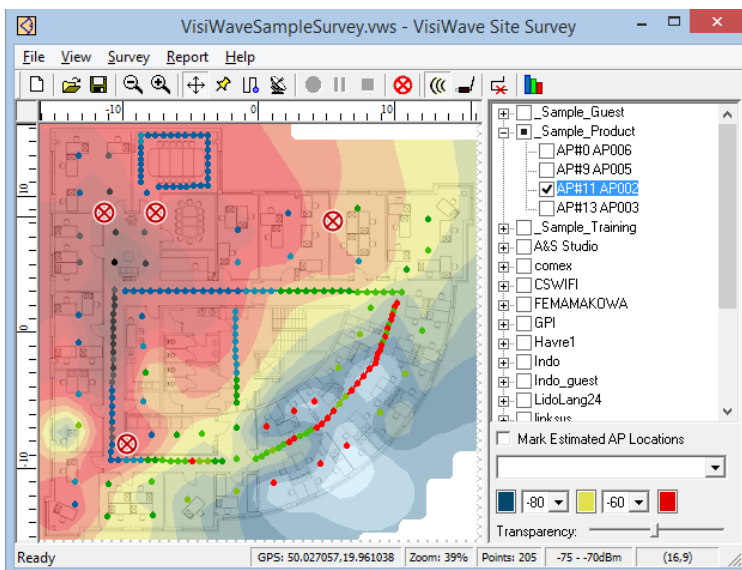 VisiWaveSampleSurvey.vws - VisiWave Site Survey
File View Survey Report Help
-10 0 10
10
0
-10
_Sample_Guest
_Sample_Product
AP#0 AP006
AP#9 AP005
AP#11 AP002
AP#13 AP003
_Sample_Training
A&S Studio
comex
CSWIFI
FEMAMAKOWA
GPI
Havre1
Indo
Indo_guest
LidoLang24
linksys
Mark Estimated AP Locations
-80 -60
Transparency:
Ready GPS: 50.027057,19.961038 Zoom: 39% Points: 205 -75 - -70dBm (16,9)